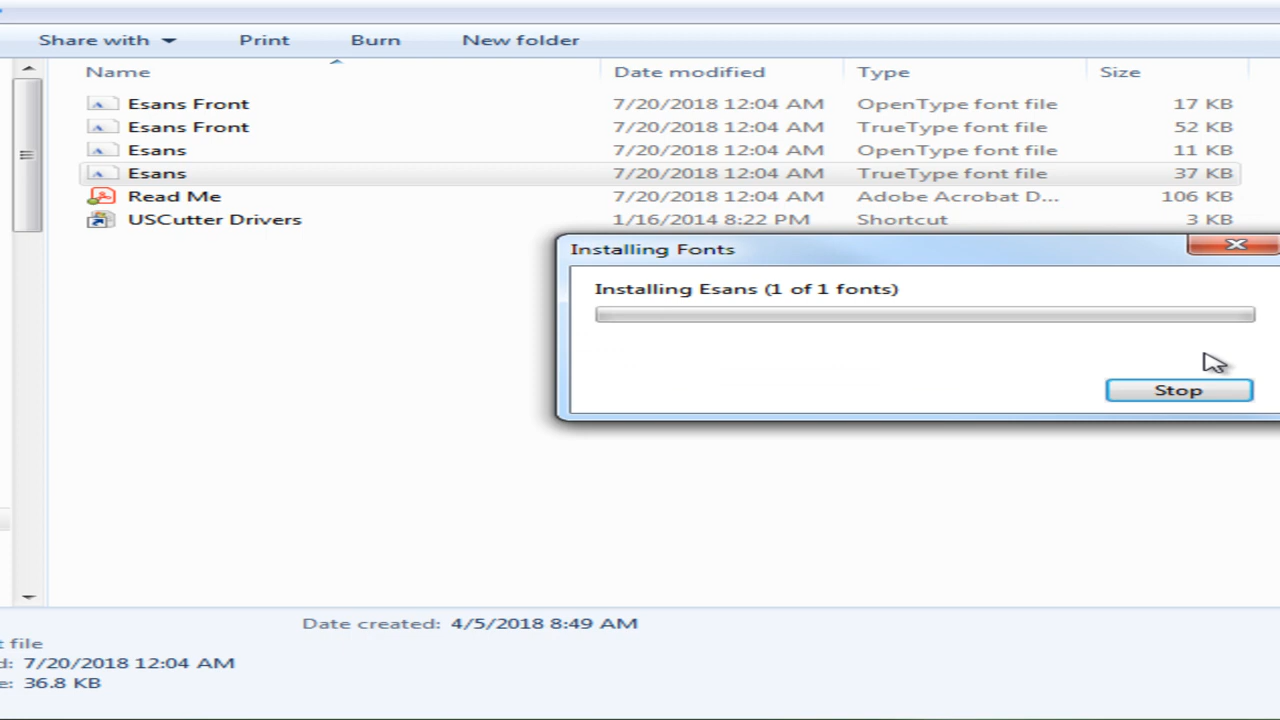 Share with Print Burn New folder
Name Date modified Type Size
Esans Front 7/20/2018 12:04 AM OpenType font file 17 KB
Esans Front 7/20/2018 12:04 AM TrueType font file 52 KB
Esans 7/20/2018 12:04 AM OpenType font file 11 KB
Esans 7/20/2018 12:04 AM TrueType font file 37 KB
Read Me 7/20/2018 12:04 AM Adobe Acrobat D... 106 KB
USCutter Drivers 1/16/2014 8:22 PM Shortcut 3 KB
Installing Fonts
Installing Esans (1 of 1 fonts)
Stop
Date created: 4/5/2018 8:49 AM
t file
d: 7/20/2018 12:04 AM
e: 36.8 KB